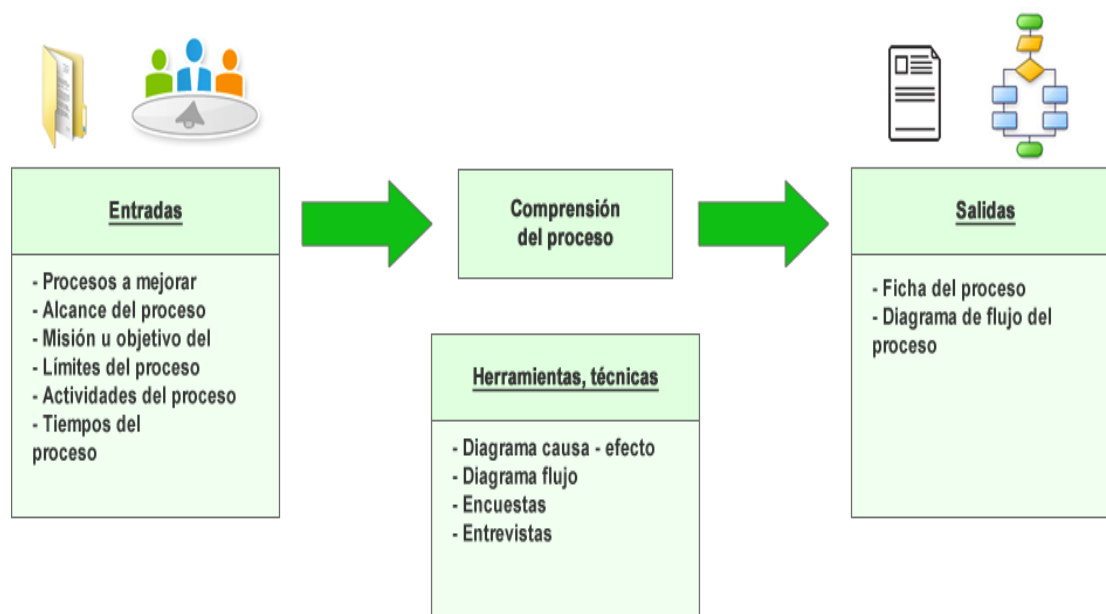 Entradas
- Procesos a mejorar
- Alcance del proceso
- Misión u objetivo del
- Límites del proceso
- Actividades del proceso
- Tiempos del
proceso
Comprensión
del proceso
Herramientas, técnicas
- Diagrama causa - efecto
- Diagrama flujo
- Encuestas
- Entrevistas
Salidas
- Ficha del proceso
- Diagrama de flujo del
proceso